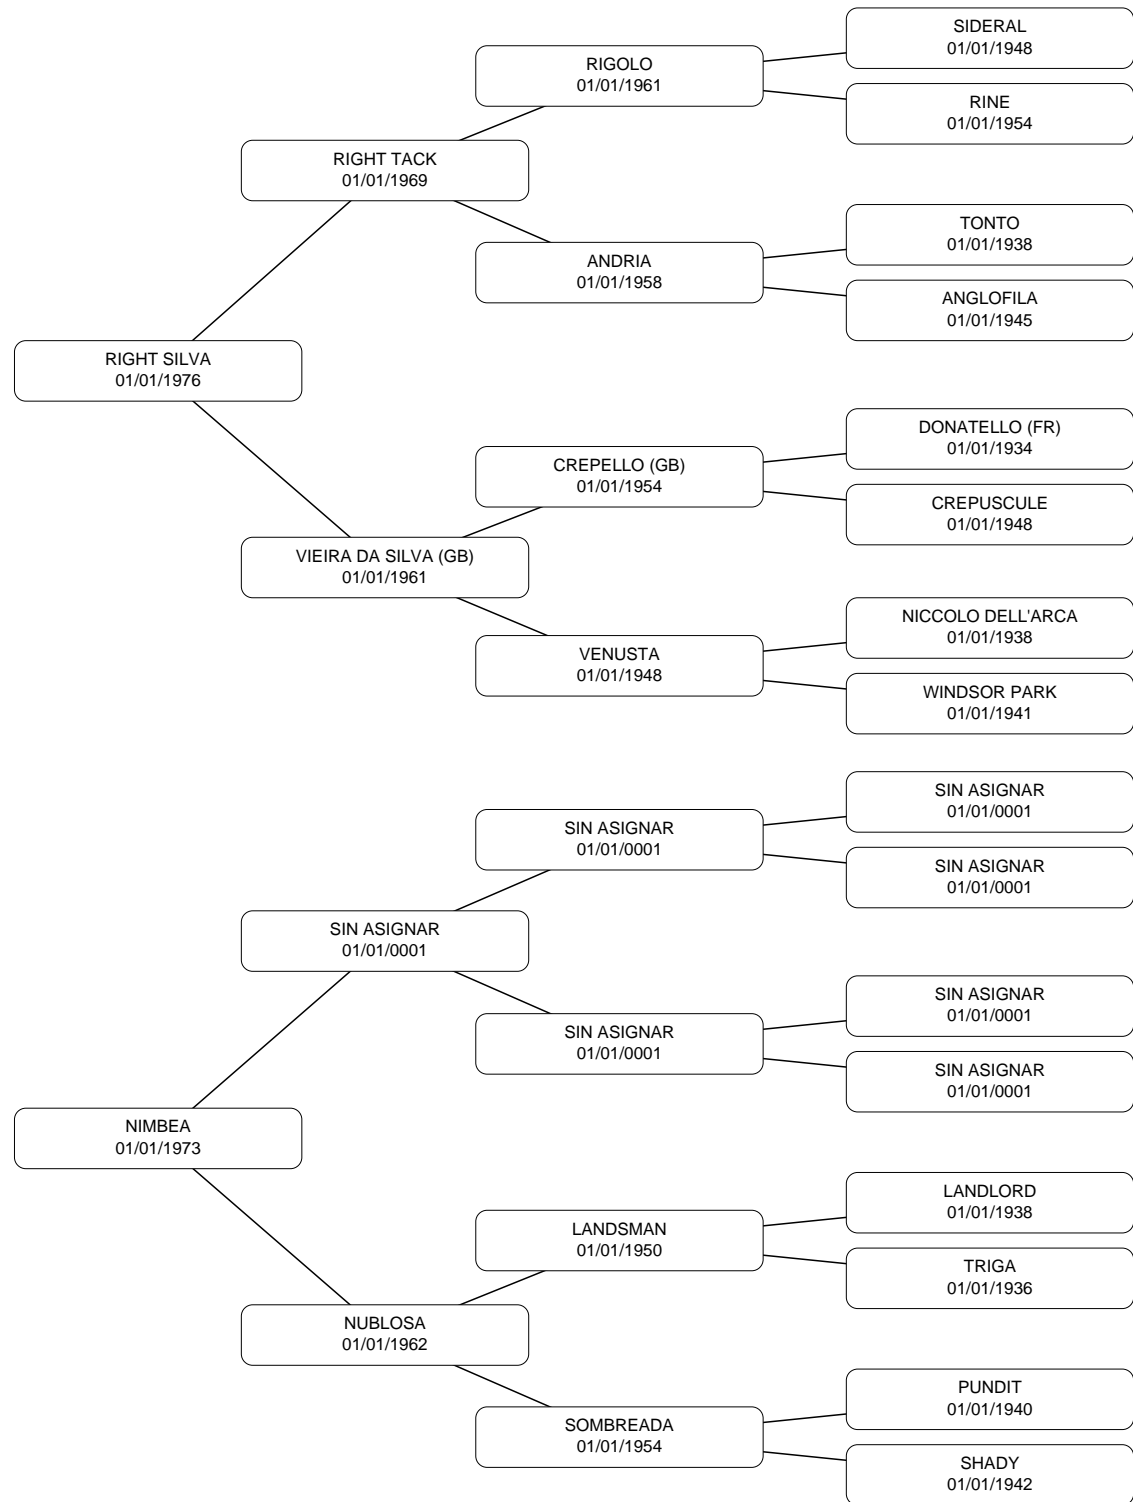 SIDERAL
01/01/1948
RIGOLO
01/01/1961
RINE
01/01/1954
RIGHT TACK
01/01/1969
TONTO
01/01/1938
ANDRIA
01/01/1958
ANGLOFILA
01/01/1945
RIGHT SILVA
01/01/1976
DONATELLO (FR)
01/01/1934
CREPELLO (GB)
01/01/1954
CREPUSCULE
01/01/1948
VIEIRA DA SILVA (GB)
01/01/1961
NICCOLO DELL'ARCA
01/01/1938
VENUSTA
01/01/1948
WINDSOR PARK
01/01/1941
SIN ASIGNAR
01/01/0001
SIN ASIGNAR
01/01/0001
SIN ASIGNAR
01/01/0001
SIN ASIGNAR
01/01/0001
SIN ASIGNAR
01/01/0001
SIN ASIGNAR
01/01/0001
SIN ASIGNAR
01/01/0001
NIMBEA
01/01/1973
LANDLORD
01/01/1938
LANDSMAN
01/01/1950
TRIGA
01/01/1936
NUBLOSA
01/01/1962
PUNDIT
01/01/1940
SOMBREADA
01/01/1954
SHADY
01/01/1942